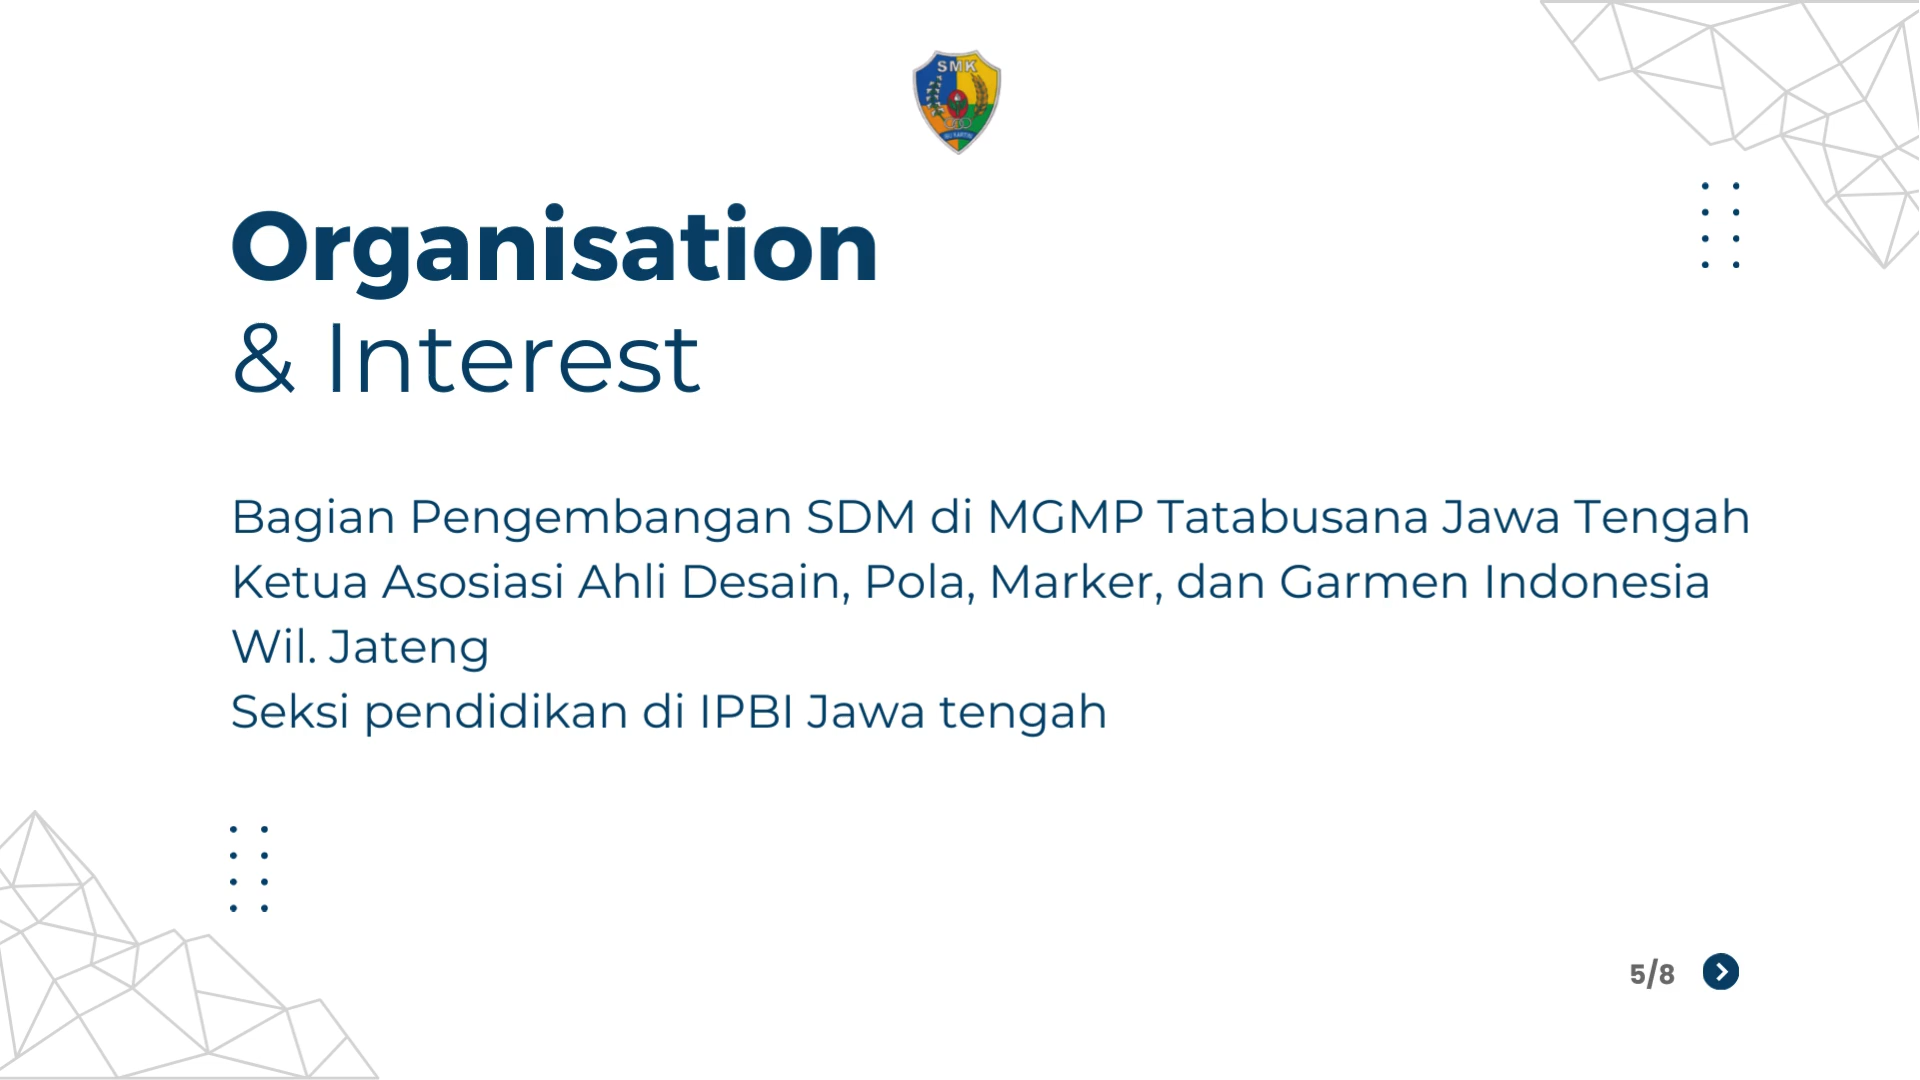 SMK
Organisation
& Interest
Bagian Pengembangan SDM di MGMP Tatabusana Jawa Tengah
Ketua Asosiasi Ahli Desain, Pola, Marker, dan Garmen Indonesia
Wil. Jateng
Seksi pendidikan di IPBI Jawa tengah
5/8